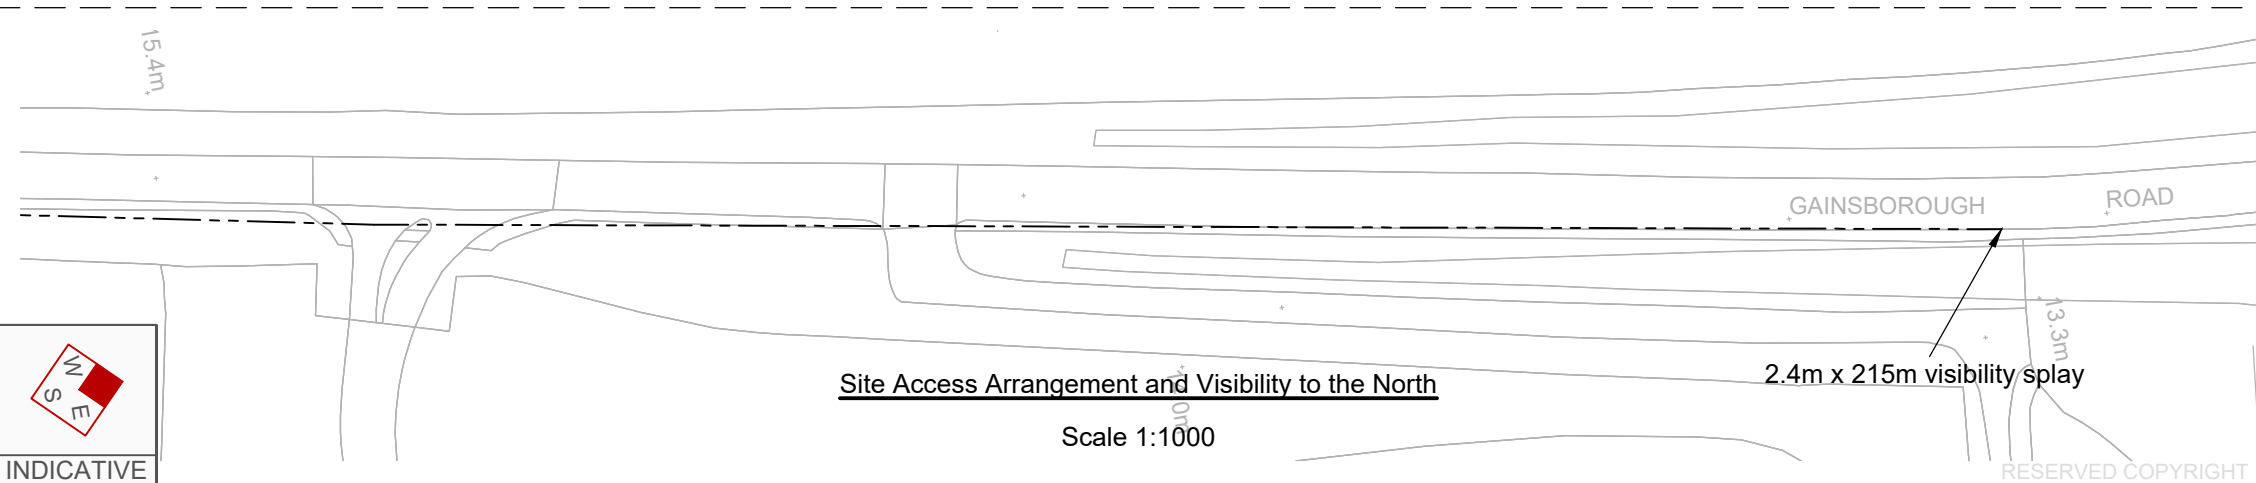 15.4m
GAINSBOROUGH ROAD
13.3m
2.4m x 215m visibility splay
Site Access Arrangement and Visibility to the North
Scale 1:1000
W
S
E
INDICATIVE
RESERVED COPYRIGHT